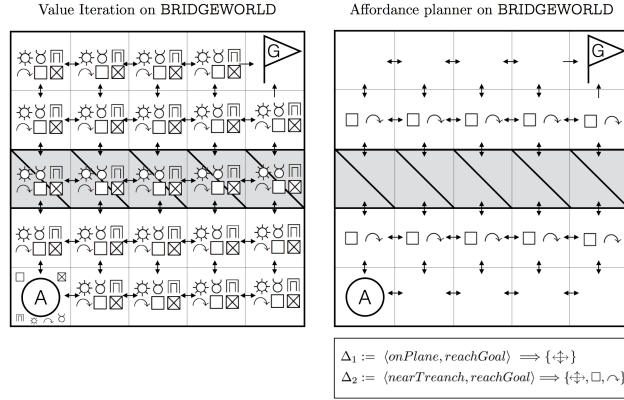 Value Iteration on BRIDGEWORLD
Affordance planner on BRIDGEWORLD
G
G
A
A
Δ₁ := ⟨onPlane, reachGoal⟩ ⟹ {✥}
Δ₂ := ⟨nearTreanch, reachGoal⟩ ⟹ {✥, □, ↷}